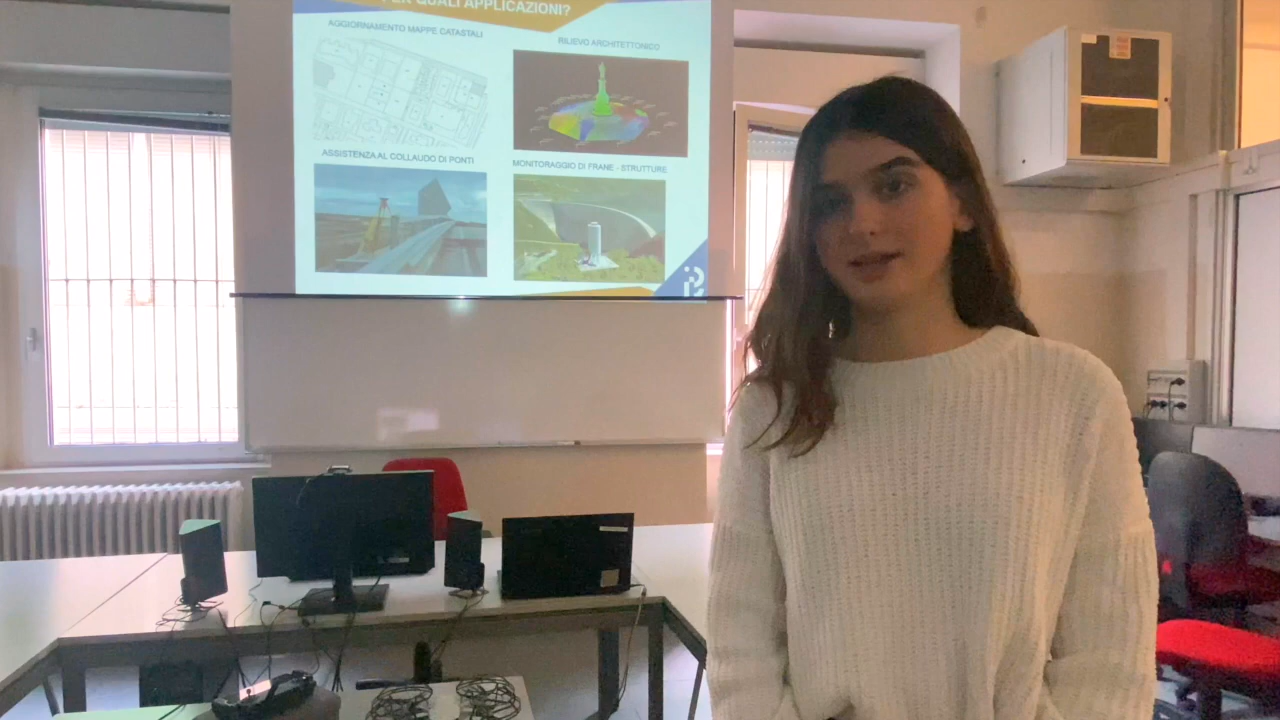 PER QUALI APPLICAZIONI?
AGGIORNAMENTO MAPPE CATASTALI
RILIEVO ARCHITETTONICO
ASSISTENZA AL COLLAUDO DI PONTI
MONITORAGGIO DI FRANE - STRUTTURE